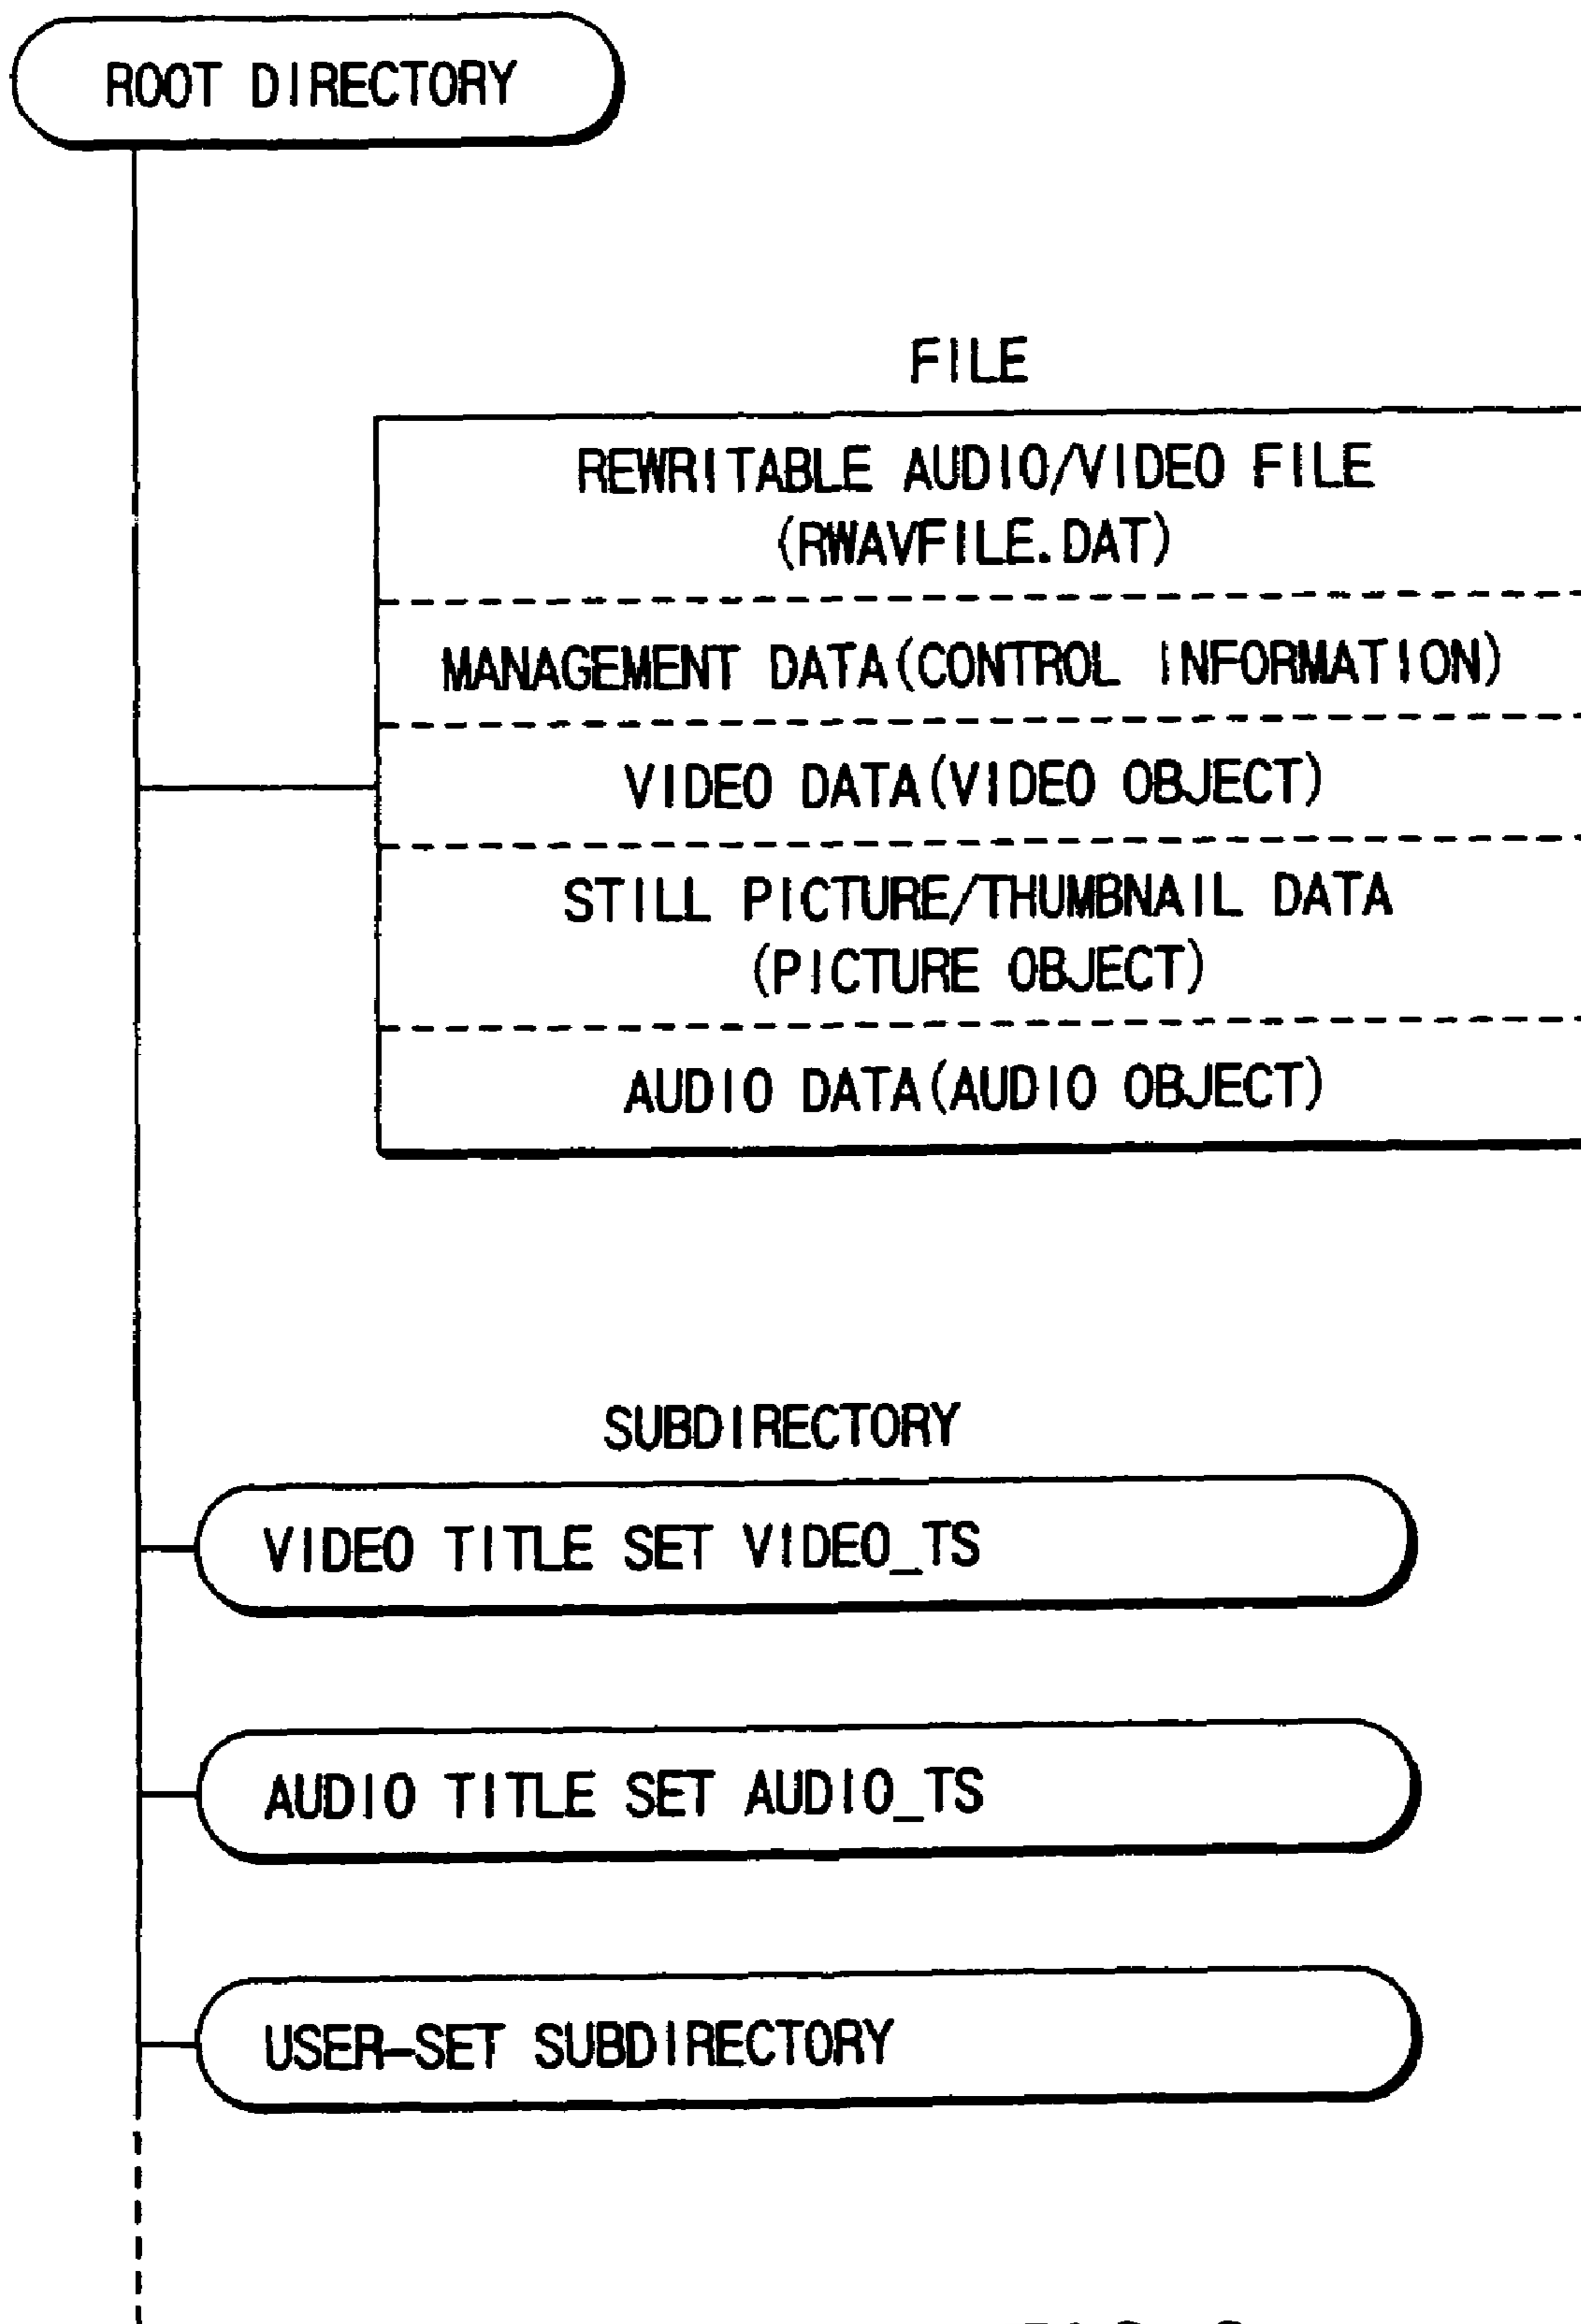 ROOT DIRECTORY
FILE
REWRITABLE AUDIO/VIDEO FILE
(RWAVFILE.DAT)
MANAGEMENT DATA(CONTROL INFORMATION)
VIDEO DATA(VIDEO OBJECT)
STILL PICTURE/THUMBNAIL DATA
(PICTURE OBJECT)
AUDIO DATA(AUDIO OBJECT)
SUBDIRECTORY
VIDEO TITLE SET VIDEO_TS
AUDIO TITLE SET AUDIO_TS
USER-SET SUBDIRECTORY